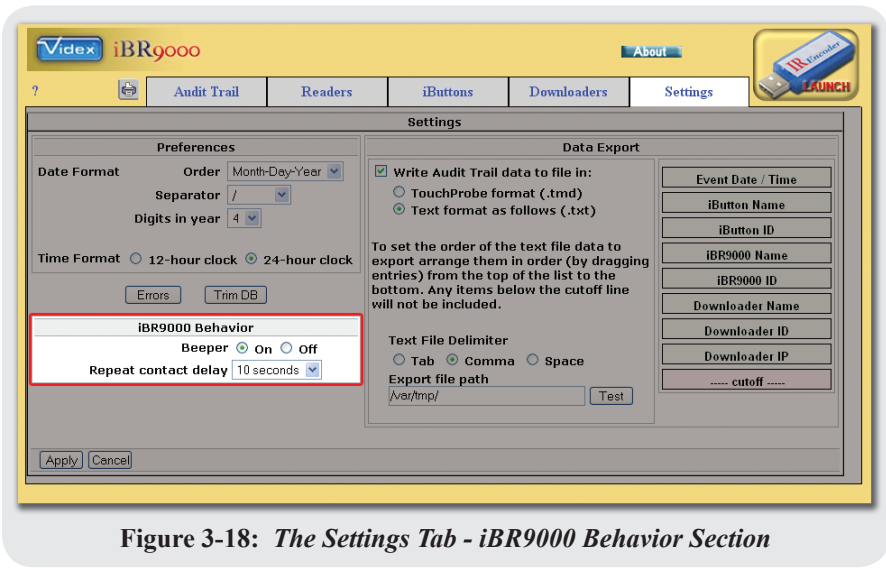 Videx iBR9000
About
IR Encoder
LAUNCH
? Audit Trail Readers iButtons Downloaders Settings
Settings
Preferences
Date Format Order Month-Day-Year
Separator /
Digits in year 4
Time Format 12-hour clock 24-hour clock
Errors Trim DB
iBR9000 Behavior
Beeper On Off
Repeat contact delay 10 seconds
Data Export
Write Audit Trail data to file in:
TouchProbe format (.tmd)
Text format as follows (.txt)
To set the order of the text file data to
export arrange them in order (by dragging
entries) from the top of the list to the
bottom. Any items below the cutoff line
will not be included.
Text File Delimiter
Tab Comma Space
Export file path
/var/tmp/ Test
Event Date / Time
iButton Name
iButton ID
iBR9000 Name
iBR9000 ID
Downloader Name
Downloader ID
Downloader IP
----- cutoff -----
Apply Cancel
Figure 3-18: The Settings Tab - iBR9000 Behavior Section